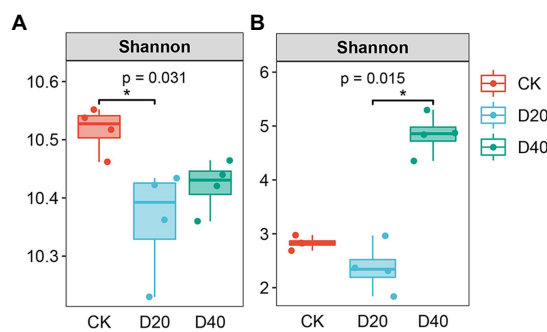 A
Shannon
p = 0.031
*
10.6
10.5
10.4
10.3
CK D20 D40
B
Shannon
p = 0.015
*
6
5
4
3
2
CK D20 D40
CK
D20
D40